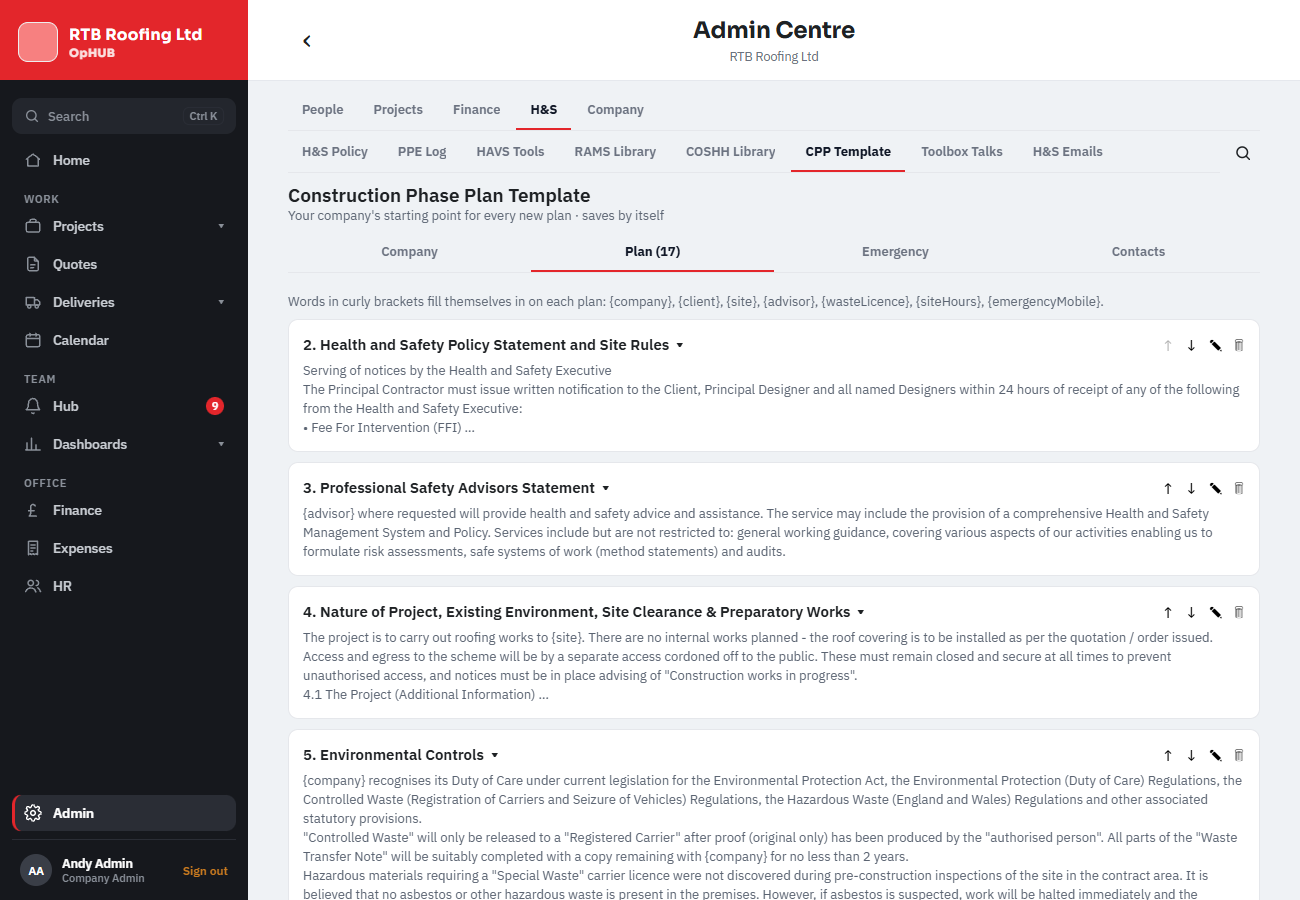 RTB Roofing Ltd
OpHUB
Search
Ctrl K
Home
WORK
Projects
Quotes
Deliveries
Calendar
TEAM
Hub
9
Dashboards
OFFICE
Finance
Expenses
HR
Admin
AA
Andy Admin
Company Admin
Sign out
Admin Centre
RTB Roofing Ltd
People Projects Finance H&S Company
H&S Policy PPE Log HAVS Tools RAMS Library COSHH Library CPP Template Toolbox Talks H&S Emails
Construction Phase Plan Template
Your company's starting point for every new plan · saves by itself
Company Plan (17) Emergency Contacts
Words in curly brackets fill themselves in on each plan: {company}, {client}, {site}, {advisor}, {wasteLicence}, {siteHours}, {emergencyMobile}.
2. Health and Safety Policy Statement and Site Rules
Serving of notices by the Health and Safety Executive
The Principal Contractor must issue written notification to the Client, Principal Designer and all named Designers within 24 hours of receipt of any of the following
from the Health and Safety Executive:
• Fee For Intervention (FFI) ...
3. Professional Safety Advisors Statement
{advisor} where requested will provide health and safety advice and assistance. The service may include the provision of a comprehensive Health and Safety
Management System and Policy. Services include but are not restricted to: general working guidance, covering various aspects of our activities enabling us to
formulate risk assessments, safe systems of work (method statements) and audits.
4. Nature of Project, Existing Environment, Site Clearance & Preparatory Works
The project is to carry out roofing works to {site}. There are no internal works planned - the roof covering is to be installed as per the quotation / order issued.
Access and egress to the scheme will be by a separate access cordoned off to the public. These must remain closed and secure at all times to prevent
unauthorised access, and notices must be in place advising of "Construction works in progress".
4.1 The Project (Additional Information) ...
5. Environmental Controls
{company} recognises its Duty of Care under current legislation for the Environmental Protection Act, the Environmental Protection (Duty of Care) Regulations, the
Controlled Waste (Registration of Carriers and Seizure of Vehicles) Regulations, the Hazardous Waste (England and Wales) Regulations and other associated
statutory provisions.
"Controlled Waste" will only be released to a "Registered Carrier" after proof (original only) has been produced by the "authorised person". All parts of the "Waste
Transfer Note" will be suitably completed with a copy remaining with {company} for no less than 2 years.
Hazardous materials requiring a "Special Waste" carrier licence were not discovered during pre-construction inspections of the site in the contract area. It is
believed that no asbestos or other hazardous waste is present in the premises. However, if asbestos is suspected, work will be halted immediately and the